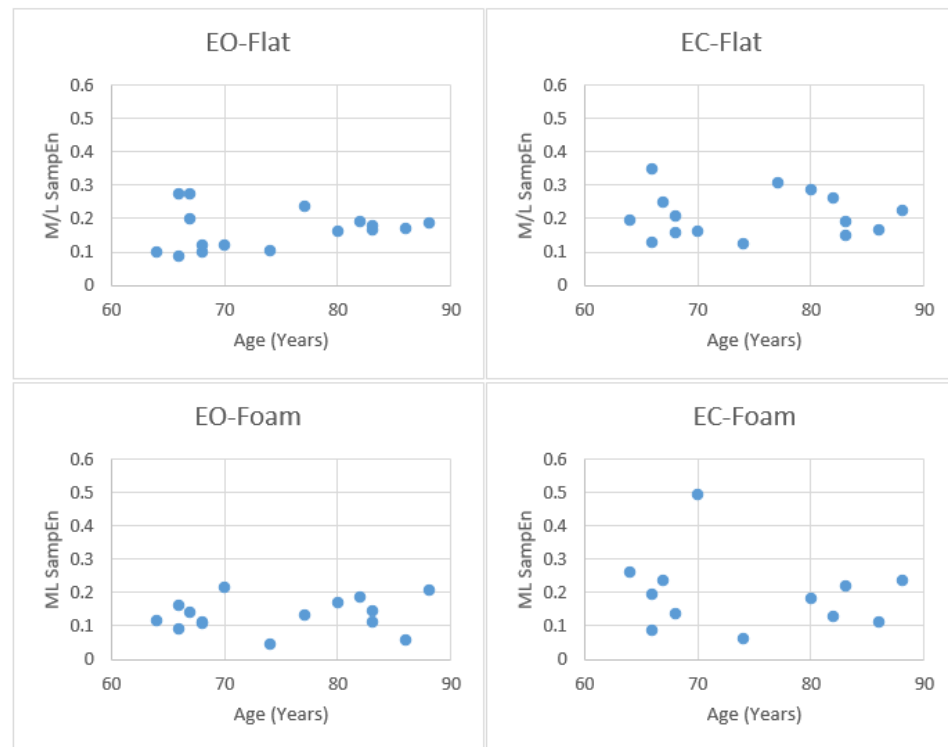 EO-Flat
0.6
0.5
0.4
0.3
0.2
0.1
0
M/L SampEn
60 70 80 90
Age (Years)
EC-Flat
0.6
0.5
0.4
0.3
0.2
0.1
0
M/L SampEn
60 70 80 90
Age (Years)
EO-Foam
0.6
0.5
0.4
0.3
0.2
0.1
0
ML SampEn
60 70 80 90
Age (Years)
EC-Foam
0.6
0.5
0.4
0.3
0.2
0.1
0
ML SampEn
60 70 80 90
Age (Years)